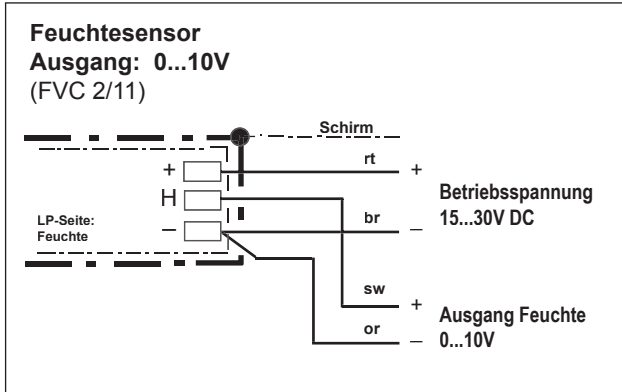 Feuchtesensor
Ausgang: 0...10V
(FVC 2/11)
Schirm
rt
+ +
Betriebsspannung
15...30V DC
H
LP-Seite:
Feuchte
br
– –
sw
+
Ausgang Feuchte
0...10V
or
–